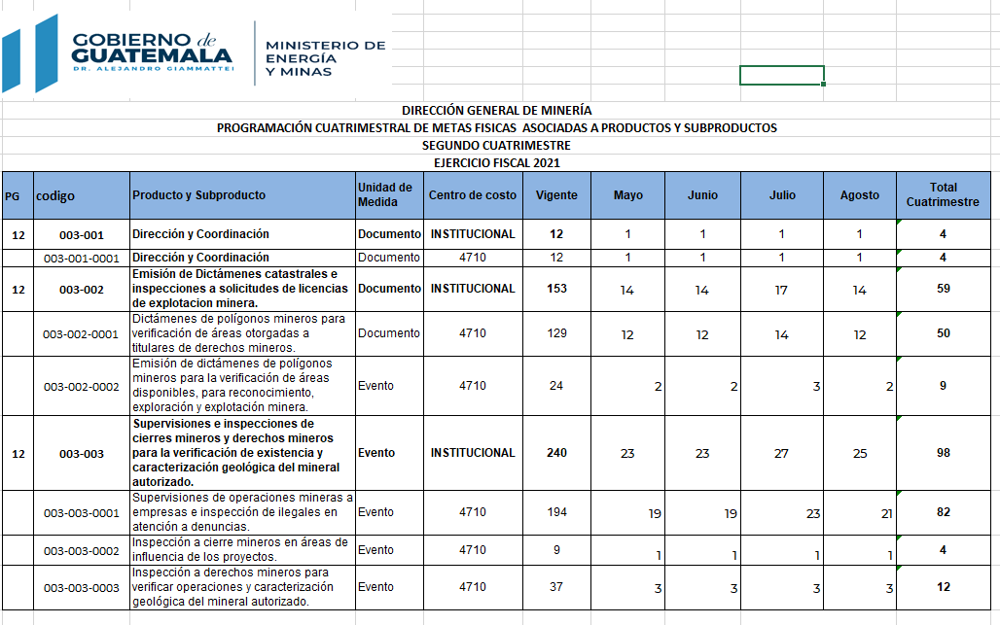 GOBIERNO de
GUATEMALA
DR. ALEJANDRO GIAMMATTEI
MINISTERIO DE
ENERGÍA
Y MINAS
DIRECCIÓN GENERAL DE MINERÍA
PROGRAMACIÓN CUATRIMESTRAL DE METAS FISICAS ASOCIADAS A PRODUCTOS Y SUBPRODUCTOS
SEGUNDO CUATRIMESTRE
EJERCICIO FISCAL 2021
PG codigo Producto y Subproducto Unidad de Medida Centro de costo Vigente Mayo Junio Julio Agosto Total Cuatrimestre
12 003-001 Dirección y Coordinación Documento INSTITUCIONAL 12 1 1 1 1 4
003-001-0001 Dirección y Coordinación Documento 4710 12 1 1 1 1 4
Emisión de Dictámenes catastrales e
12 003-002 inspecciones a solicitudes de licencias Documento INSTITUCIONAL 153 14 14 17 14 59
de explotacion minera.
Dictámenes de polígonos mineros para
003-002-0001 verificación de áreas otorgadas a Documento 4710 129 12 12 14 12 50
titulares de derechos mineros.
Emisión de dictámenes de polígonos
mineros para la verificación de áreas
003-002-0002 disponibles, para reconocimiento, Evento 4710 24 2 2 3 2 9
exploración y explotación minera.
Supervisiones e inspecciones de
cierres mineros y derechos mineros
12 003-003 para la verificación de existencia y Evento INSTITUCIONAL 240 23 23 27 25 98
caracterización geológica del mineral
autorizado.
Supervisiones de operaciones mineras a
003-003-0001 empresas e inspección de ilegales en Evento 4710 194 19 19 23 21 82
atención a denuncias.
Inspección a cierre mineros en áreas de
003-003-0002 influencia de los proyectos. Evento 4710 9 1 1 1 1 4
Inspección a derechos mineros para
003-003-0003 verificar operaciones y caracterización Evento 4710 37 3 3 3 3 12
geológica del mineral autorizado.